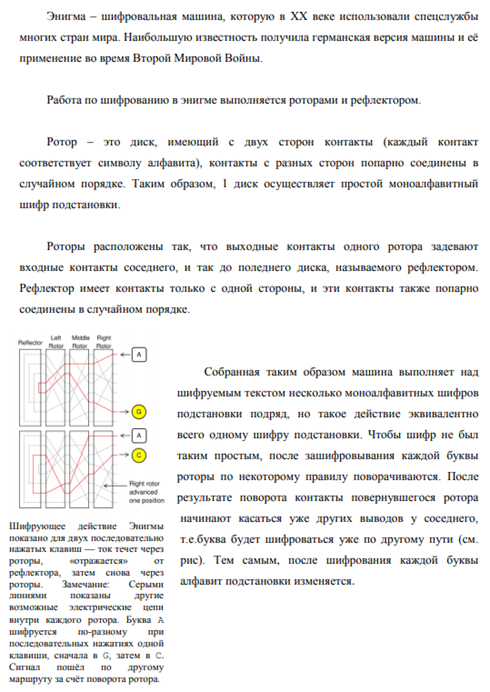 Энигма – шифровальная машина, которую в XX веке использовали спецслужбы
многих стран мира. Наибольшую известность получила германская версия машины и её
применение во время Второй Мировой Войны.
Работа по шифрованию в энигме выполняется роторами и рефлектором.
Ротор – это диск, имеющий с двух сторон контакты (каждый контакт
соответствует символу алфавита), контакты с разных сторон попарно соединены в
случайном порядке. Таким образом, 1 диск осуществляет простой моноалфавитный
шифр подстановки.
Роторы расположены так, что выходные контакты одного ротора задевают
входные контакты соседнего, и так до поледнего диска, называемого рефлектором.
Рефлектор имеет контакты только с одной стороны, и эти контакты также попарно
соединены в случайном порядке.
Reflector
Left Rotor
Middle Rotor
Right Rotor
A
G
A
C
Right rotor
advanced
one position
Шифрующее действие Энигмы
показано для двух последовательно
нажатых клавиш — ток течет через
роторы, «отражается» от
рефлектора, затем снова через
роторы. Замечание: Серыми
линиями показаны другие
возможные электрические цепи
внутри каждого ротора. Буква A
шифруется по-разному при
последовательных нажатиях одной
клавиши, сначала в G, затем в C.
Сигнал пошёл по другому
маршруту за счёт поворота ротора.
Собранная таким образом машина выполняет над
шифруемым текстом несколько моноалфавитных шифров
подстановки подряд, но такое действие эквивалентно
всего одному шифру подстановки. Чтобы шифр не был
таким простым, после зашифровывания каждой буквы
роторы по некоторому правилу поворачиваются. После
результате поворота контакты повернувшегося ротора
начинают касаться уже других выводов у соседнего,
т.е.буква будет шифроваться уже по другому пути (см.
рис). Тем самым, после шифрования каждой буквы
алфавит подстановки изменяется.